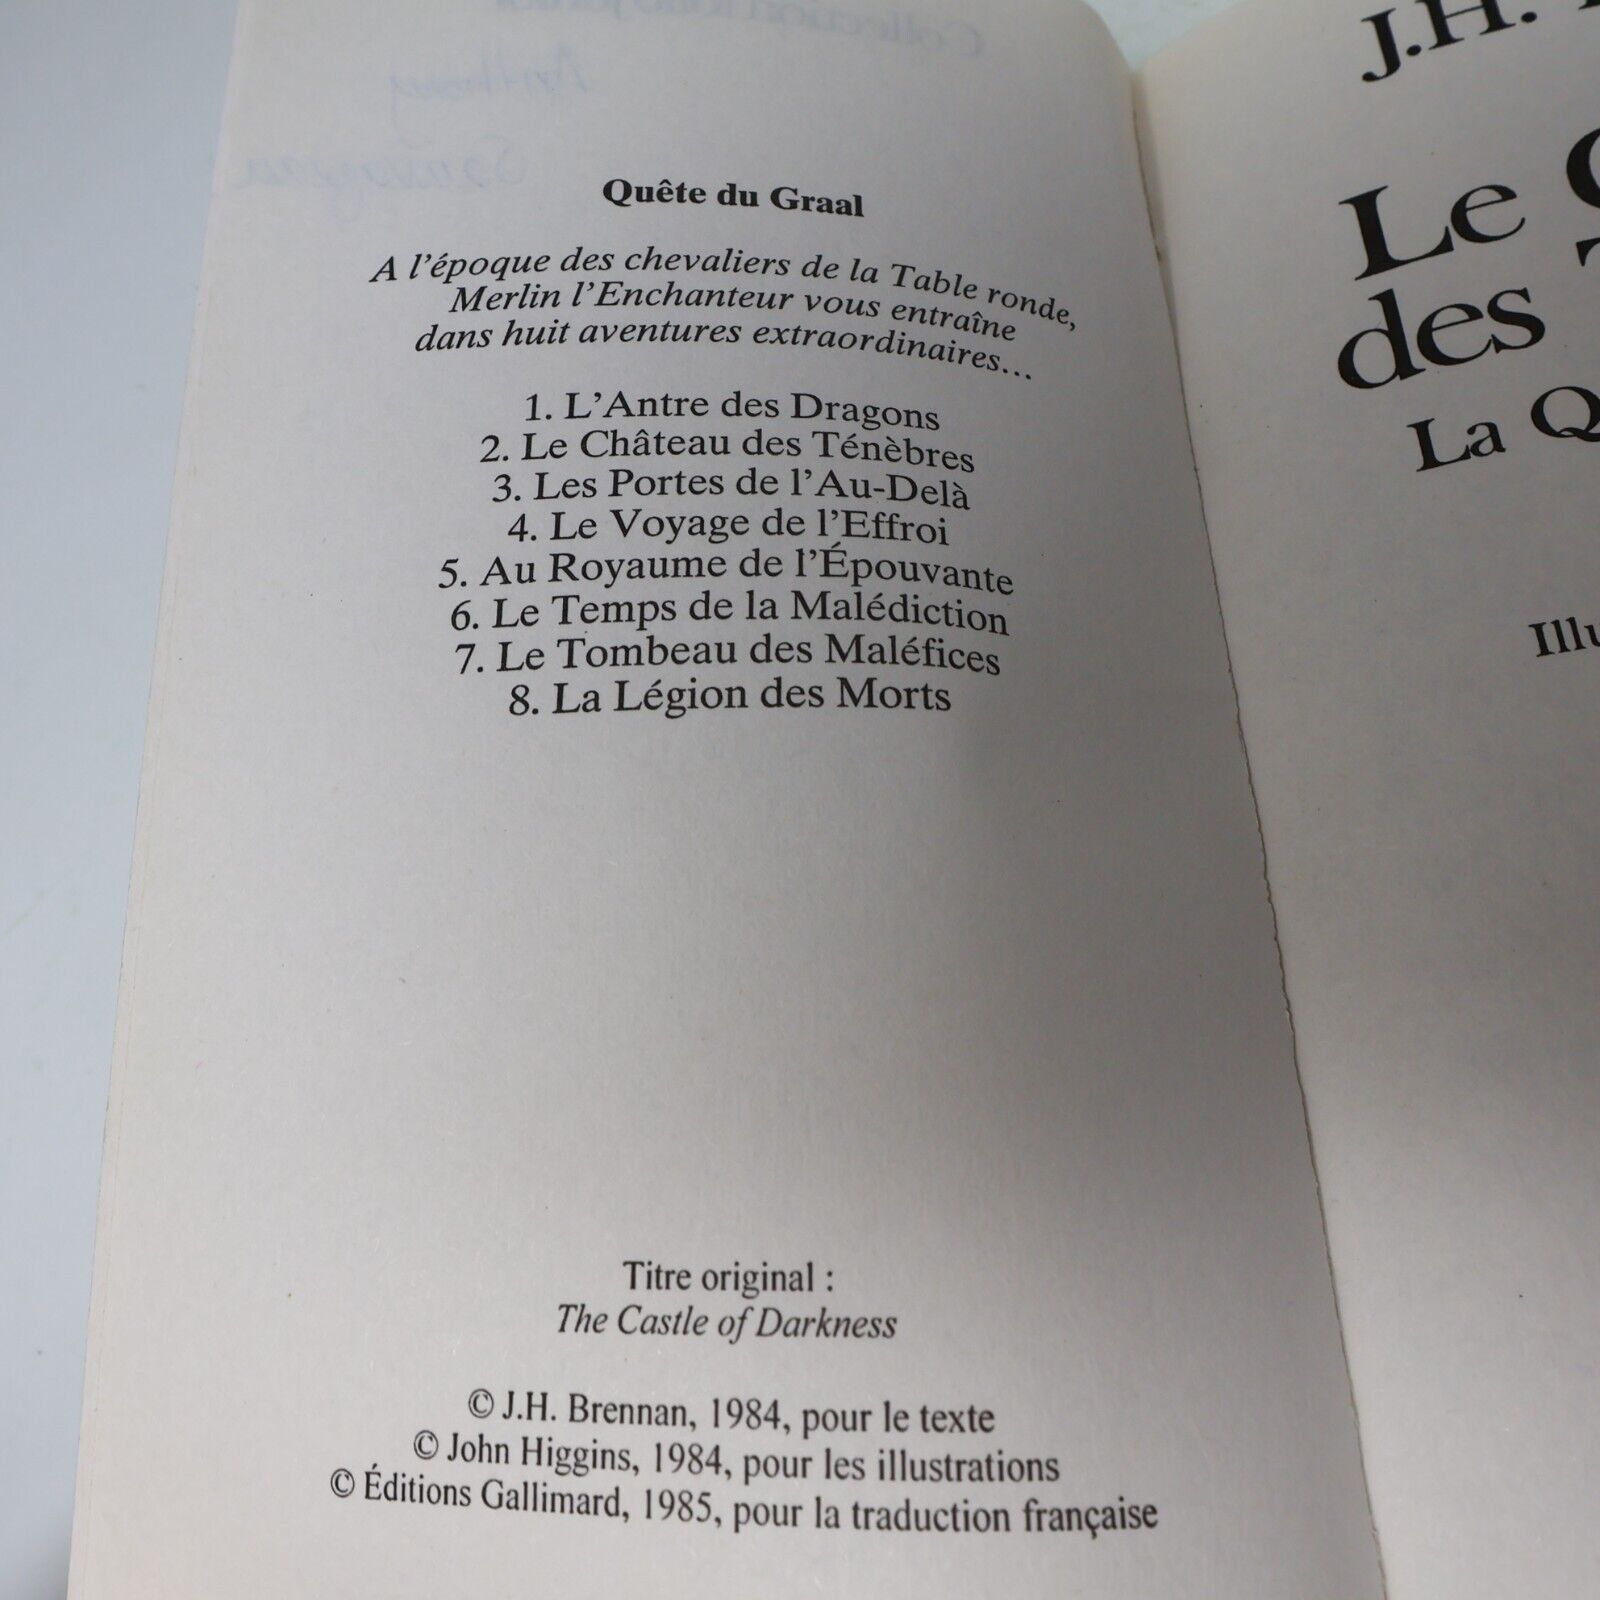 Quête du Graal
A l'époque des chevaliers de la Table ronde,
Merlin l'Enchanteur vous entraîne
dans huit aventures extraordinaires...
1. L'Antre des Dragons
2. Le Château des Ténèbres
3. Les Portes de l'Au-Delà
4. Le Voyage de l'Effroi
5. Au Royaume de l'Épouvante
6. Le Temps de la Malédiction
7. Le Tombeau des Maléfices
8. La Légion des Morts
Titre original :
The Castle of Darkness
© J.H. Brennan, 1984, pour le texte
© John Higgins, 1984, pour les illustrations
© Éditions Gallimard, 1985, pour la traduction française
J.H.
Le
des
La